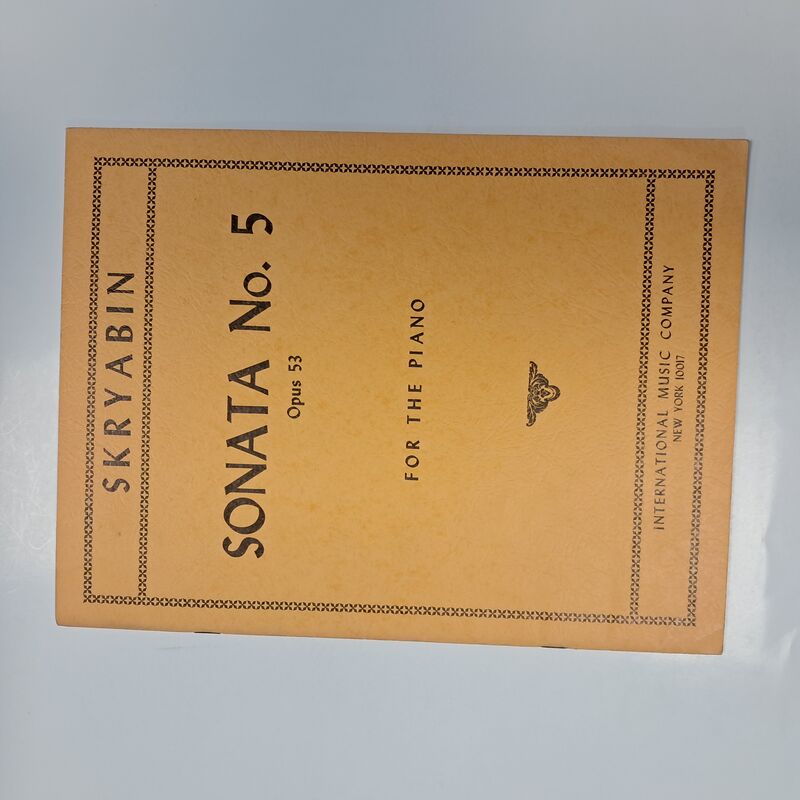 SKRYABIN
SONATA No. 5
Opus 53
FOR THE PIANO
INTERNATIONAL MUSIC COMPANY
NEW YORK 10017